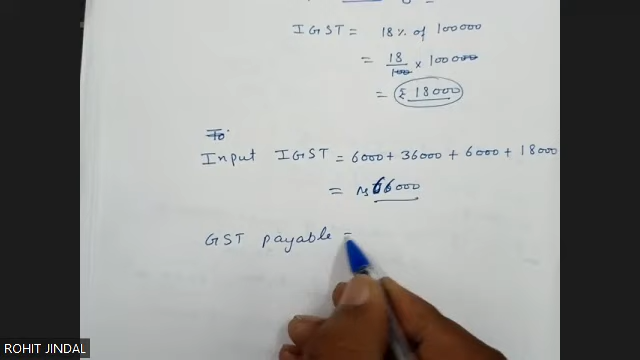 IGST = 18% of 100000
= 18/100 × 100000
= ₹ 18000
To
Input IGST = 6000 + 36000 + 6000 + 18000
= 66000
GST payable =
ROHIT JINDAL